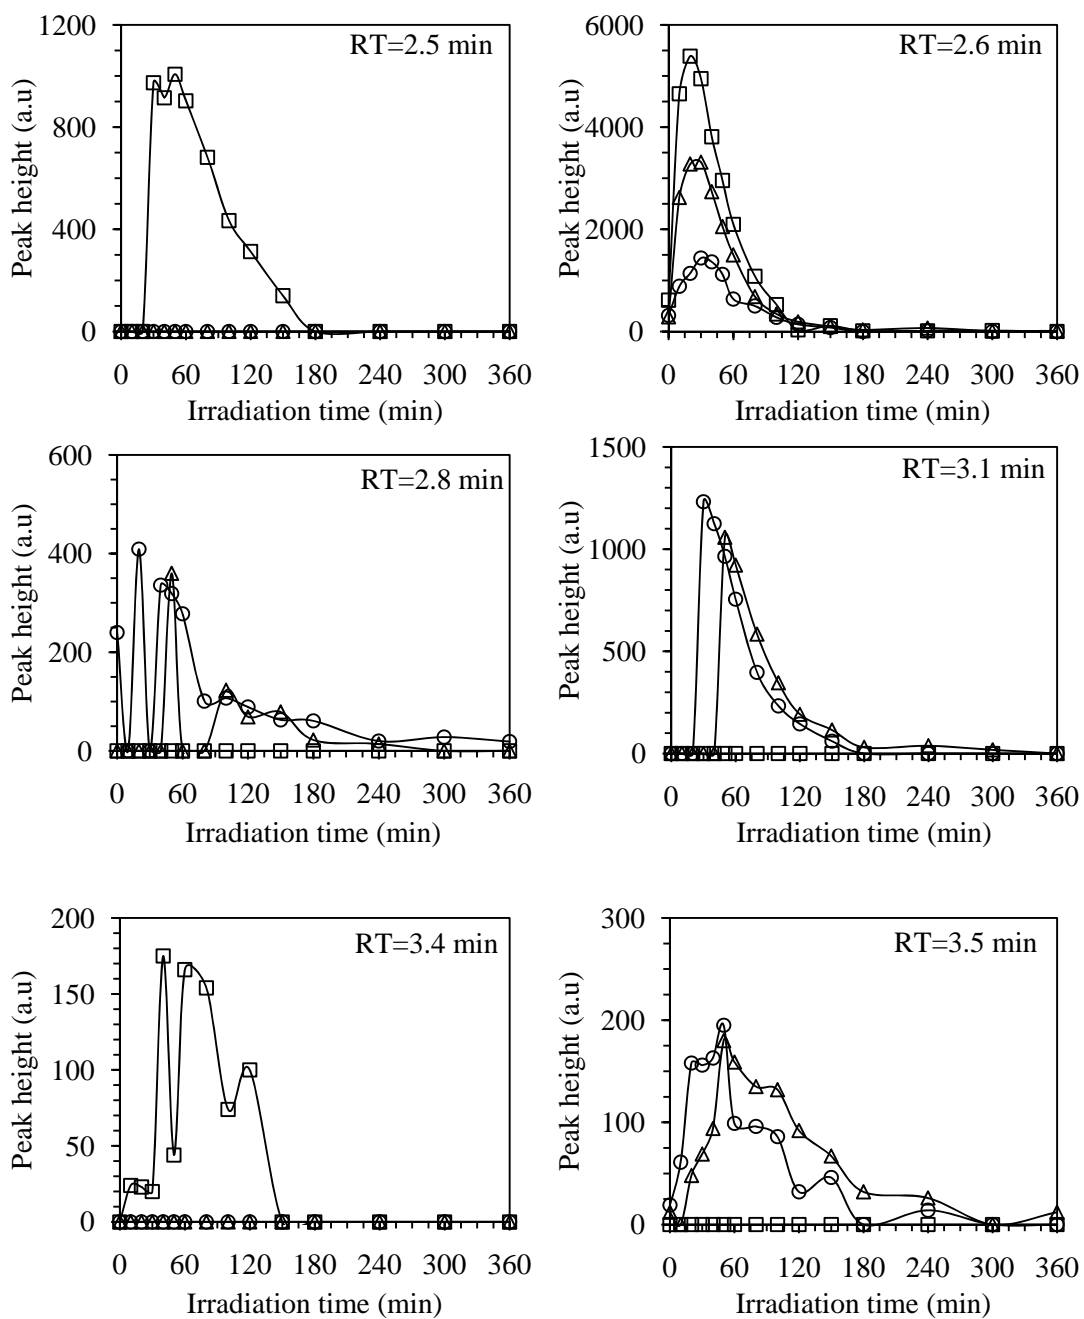 RT=2.5 min
Peak height (a.u)
1200
800
400
0
0 60 120 180 240 300 360
Irradiation time (min)
RT=2.6 min
Peak height (a.u)
6000
4000
2000
0
0 60 120 180 240 300 360
Irradiation time (min)
RT=2.8 min
Peak height (a.u)
600
400
200
0
0 60 120 180 240 300 360
Irradiation time (min)
RT=3.1 min
Peak height (a.u)
1500
1000
500
0
0 60 120 180 240 300 360
Irradiation time (min)
RT=3.4 min
Peak height (a.u)
200
150
100
50
0
0 60 120 180 240 300 360
Irradiation time (min)
RT=3.5 min
Peak height (a.u)
300
200
100
0
0 60 120 180 240 300 360
Irradiation time (min)